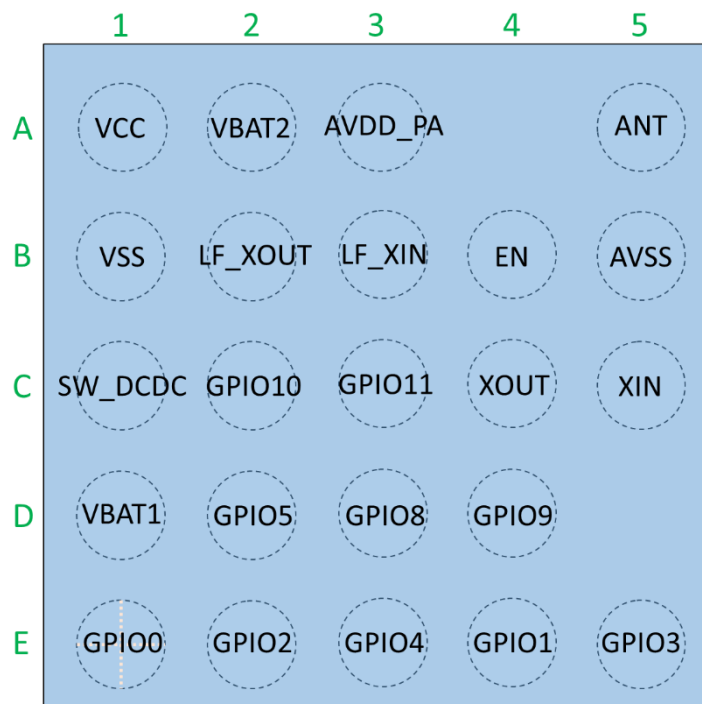 1 2 3 4 5
A VCC VBAT2 AVDD_PA ANT
B VSS LF_XOUT LF_XIN EN AVSS
C SW_DCDC GPIO10 GPIO11 XOUT XIN
D VBAT1 GPIO5 GPIO8 GPIO9
E GPIO0 GPIO2 GPIO4 GPIO1 GPIO3